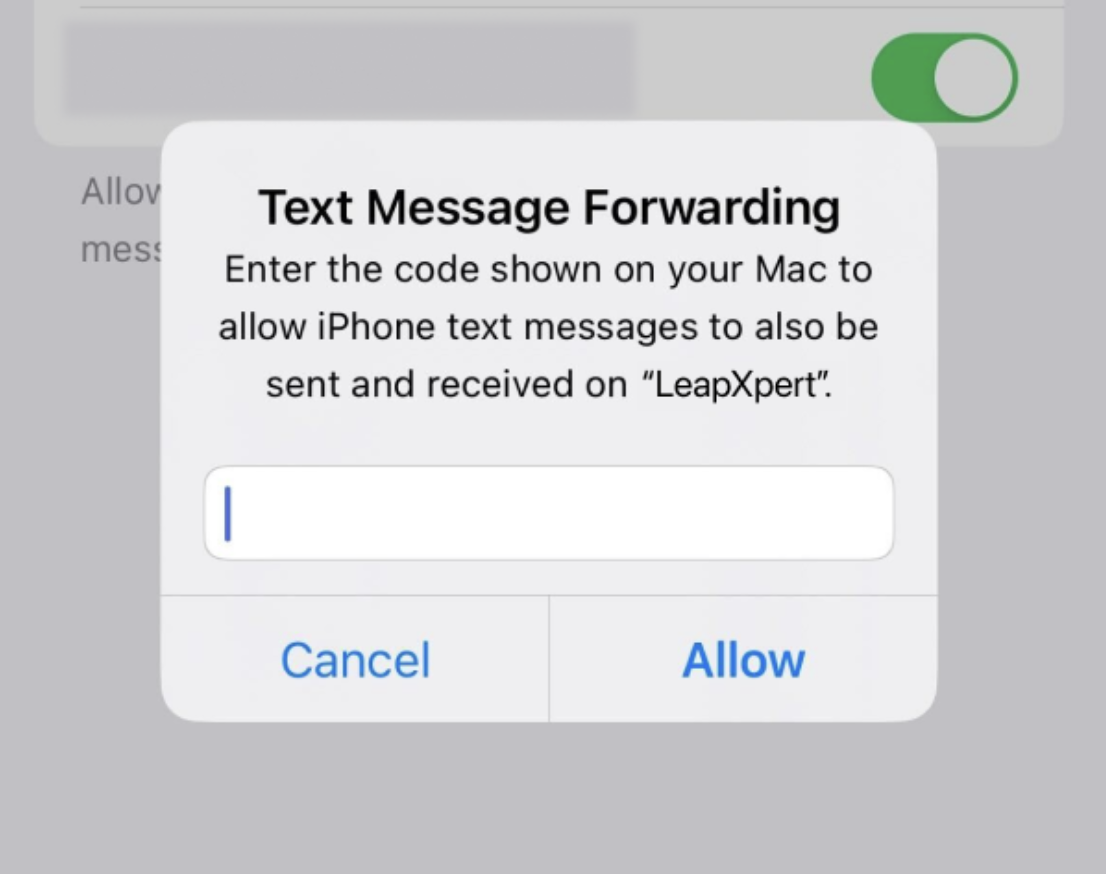 Allow
mess
Text Message Forwarding
Enter the code shown on your Mac to
allow iPhone text messages to also be
sent and received on “LeapXpert”.
Cancel
Allow